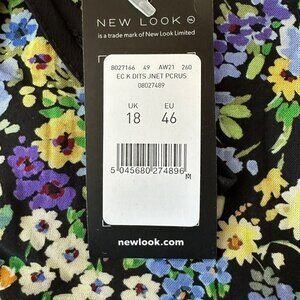 NEW LOOK
is a trade mark of New Look Limited
8027166 49 AW21 260
EC K DITS JNET PCRUS
08027489
UK EU
18 46
5 045680 274896
newlook.com